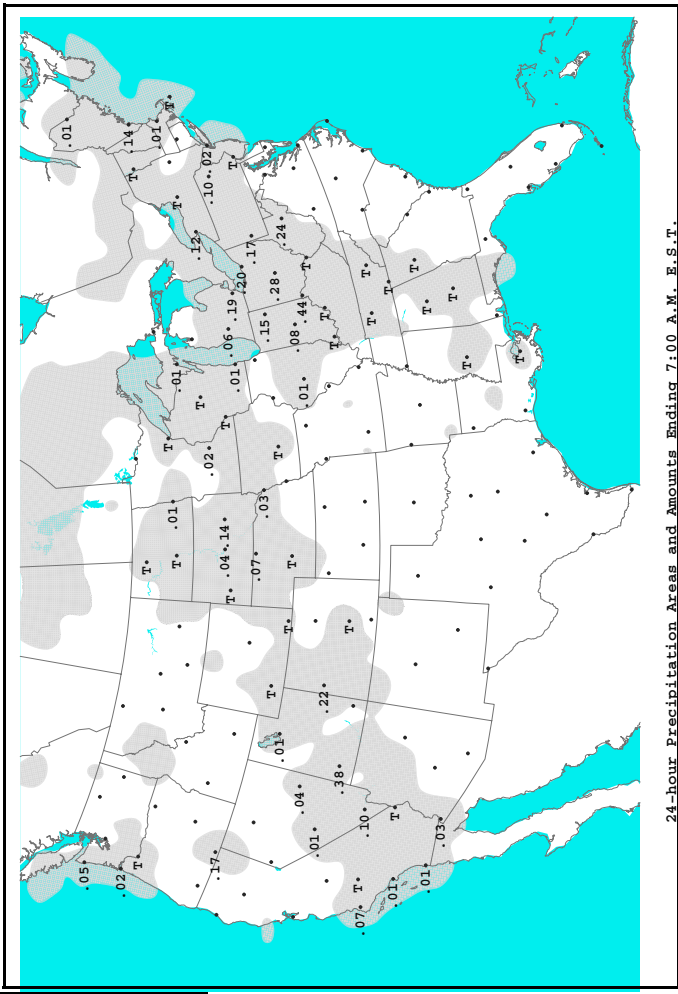 .01
.05
.02
.14
T
T
T
.01
T
T
.01
.01
T
T
.12
T
.02
.10
.02
.17
T
.04
.14
.06
T
.19
T
.01
.20
.17
.07
.03
.15
T
.28
T
.01
.24
T
T
.08
.04
.44
.01
T
.01
.22
T
T
.38
T
T
.07
.10
T
T
T
.01
T
T
.01
T
.03
T
T
T
24-hour Precipitation Areas and Amounts Ending 7:00 A.M. E.S.T.